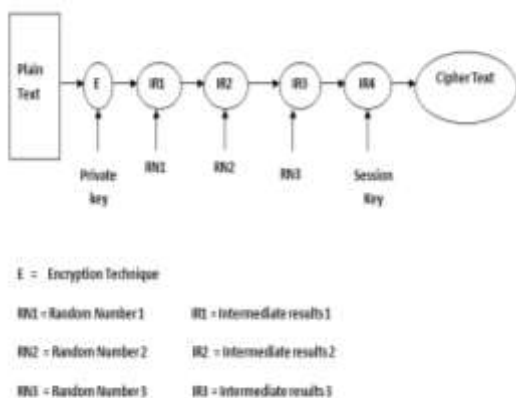 Plain
Text
E
IR1
IR2
IR3
IR4
Cipher Text
Private
key
RN1
RN2
RN3
Session
Key
E = Encryption Technique
RN1 = Random Number 1 IR1 = Intermediate results 1
RN2 = Random Number 2 IR2 = Intermediate results 2
RN3 = Random Number 3 IR3 = Intermediate results 3